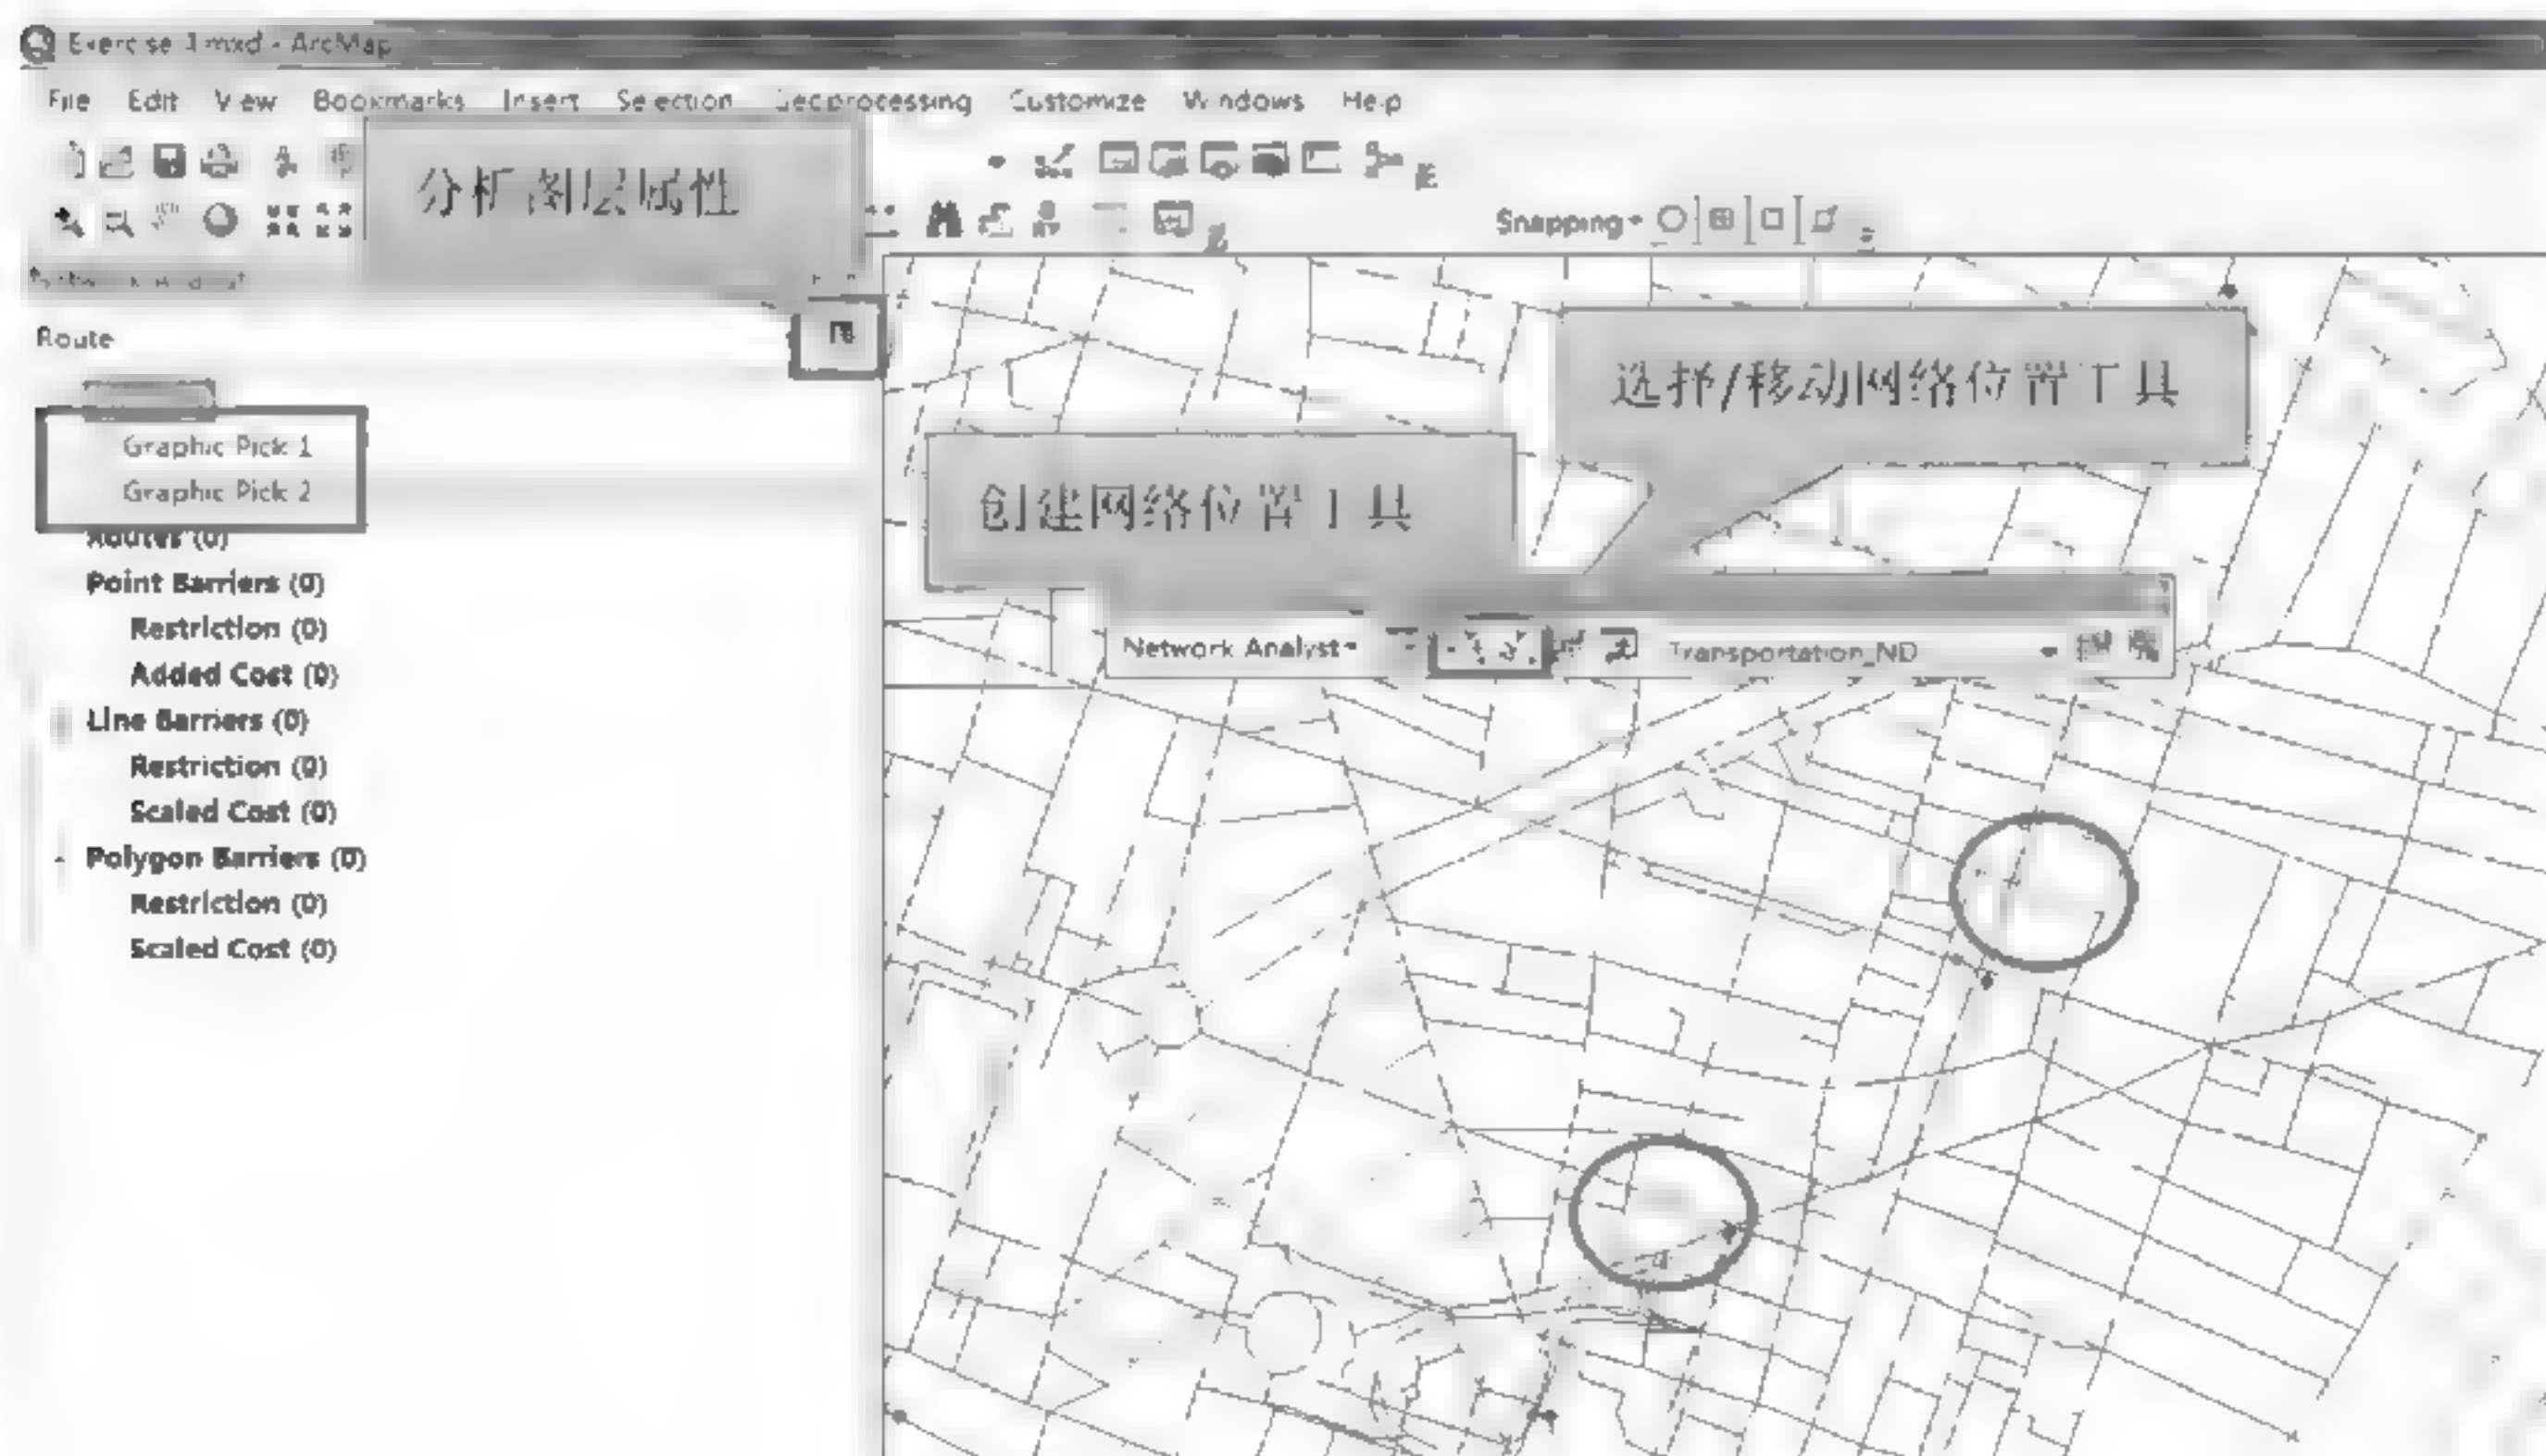 Exercise 3.mxd - ArcMap
File Edit View Bookmarks Insert Selection Geoprocessing Customize Windows Help
分析图层属性
Snapping
Route
选择/移动网络位置工具
Graphic Pick 1
Graphic Pick 2
创建网络位置工具
Routes (0)
Point Barriers (0)
Restriction (0)
Added Cost (0)
Network Analyst
Transportation_ND
Line Barriers (0)
Restriction (0)
Scaled Cost (0)
Polygon Barriers (0)
Restriction (0)
Scaled Cost (0)